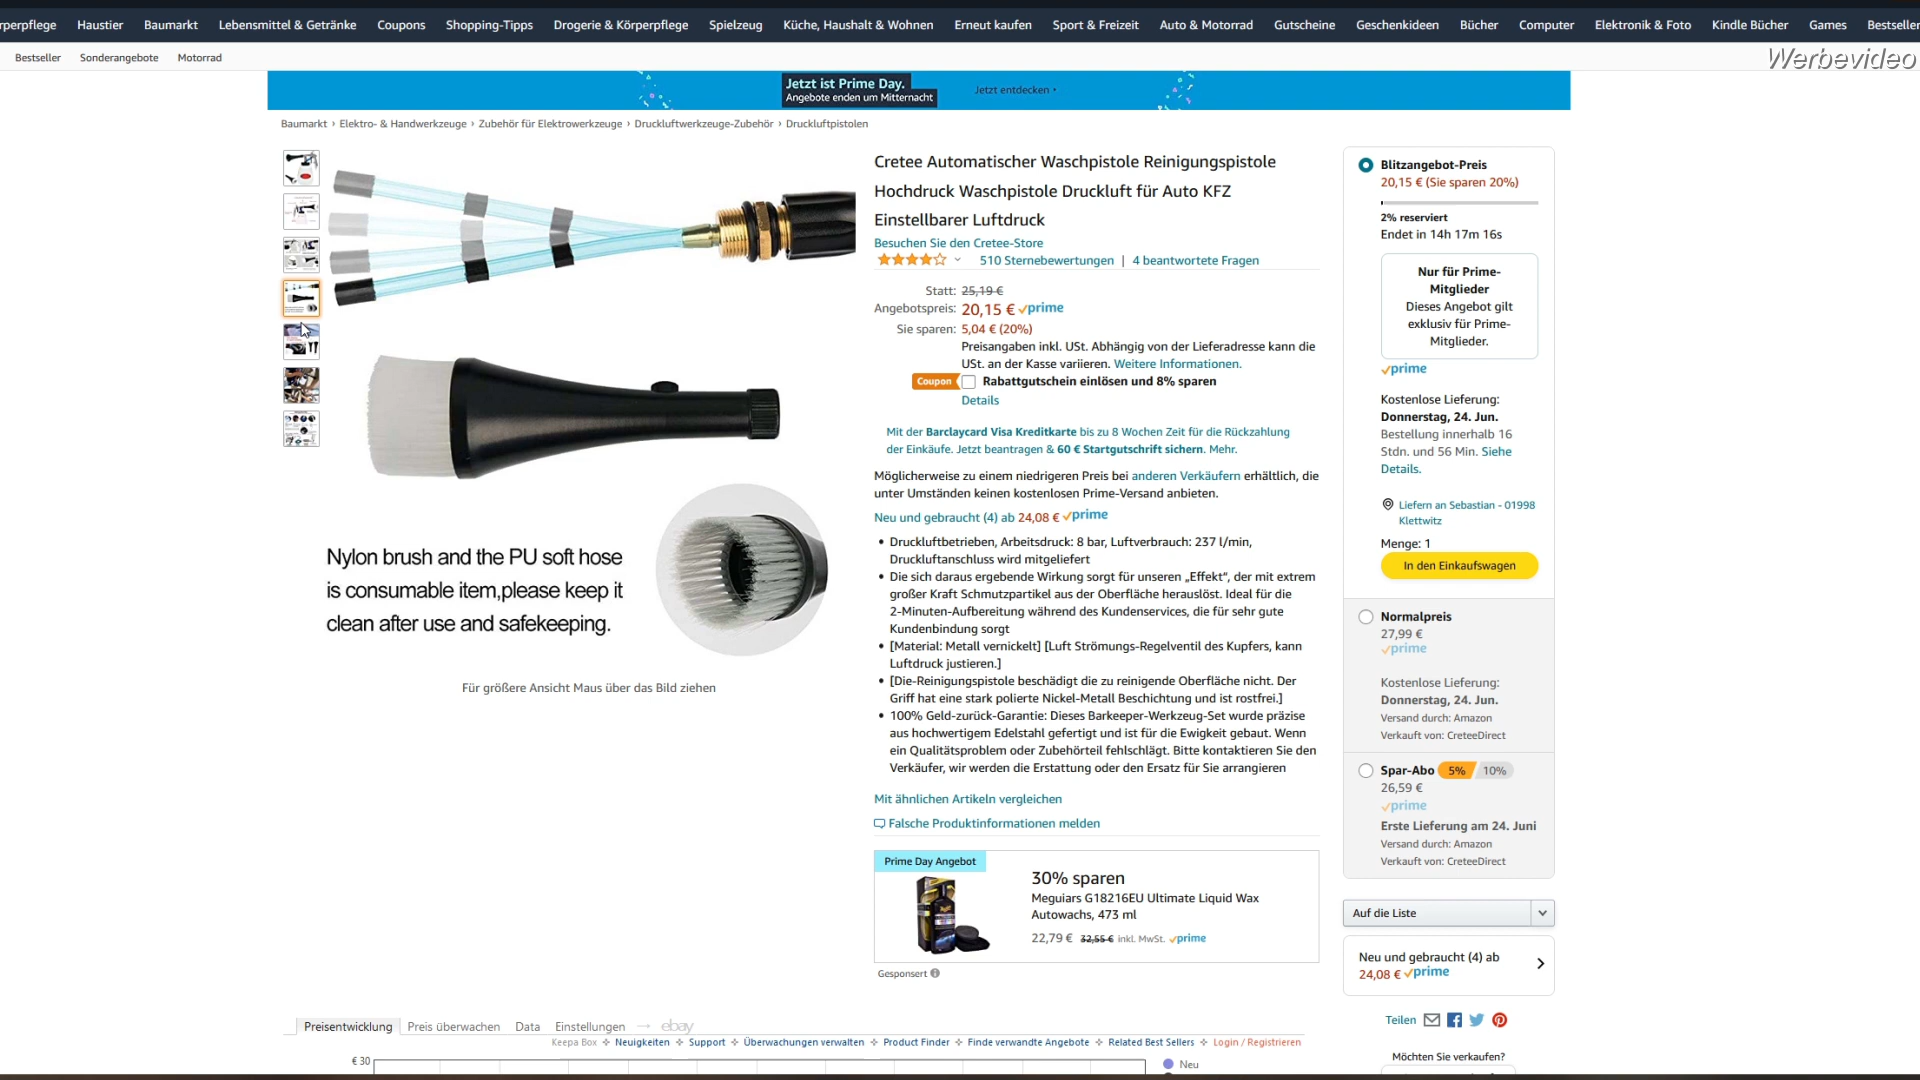 Haustier
Baumarkt
Lebensmittel & Getränke
Coupons
Shopping-Tipps
Drogerie & Körperpflege
Spielzeug
Küche, Haushalt & Wohnen
Erneut kaufen
Sport & Freizeit
Auto & Motorrad
Gutscheine
Geschenkideen
Bücher
Computer
Elektronik & Foto
Kindle Bücher
Games
Bestseller
Bestseller
Sonderangebote
Motorrad
Werbevideo
Jetzt ist Prime Day.
Angebote enden um Mitternacht
Jetzt entdecken
Baumarkt › Elektro- & Handwerkzeuge › Zubehör für Elektrowerkzeuge › Druckluftwerkzeuge-Zubehör › Druckluftpistolen
Nylon brush and the PU soft hose
is consumable item,please keep it
clean after use and safekeeping.
Für größere Ansicht Maus über das Bild ziehen
Cretee Automatischer Waschpistole Reinigungspistole
Hochdruck Waschpistole Druckluft für Auto KFZ
Einstellbarer Luftdruck
Besuchen Sie den Cretee-Store
510 Sternebewertungen | 4 beantwortete Fragen
Statt: 25,19 €
Angebotspreis: 20,15 € prime
Sie sparen: 5,04 € (20%)
Preisangaben inkl. USt. Abhängig von der Lieferadresse kann die
USt. an der Kasse variieren. Weitere Informationen.
Coupon Rabattgutschein einlösen und 8% sparen
Details
Mit der Barclaycard Visa Kreditkarte bis zu 8 Wochen Zeit für die Rückzahlung
der Einkäufe. Jetzt beantragen & 60 € Startgutschrift sichern. Mehr.
Möglicherweise zu einem niedrigeren Preis bei anderen Verkäufern erhältlich, die
unter Umständen keinen kostenlosen Prime-Versand anbieten.
Neu und gebraucht (4) ab 24,08 € prime
• Druckluftbetrieben, Arbeitsdruck: 8 bar, Luftverbrauch: 237 l/min,
Druckluftanschluss wird mitgeliefert
• Die sich daraus ergebende Wirkung sorgt für unseren „Effekt“, der mit extrem
großer Kraft Schmutzpartikel aus der Oberfläche herauslöst. Ideal für die
2-Minuten-Aufbereitung während des Kundenservices, die für sehr gute
Kundenbindung sorgt
• [Material: Metall vernickelt] [Luft Strömungs-Regelventil des Kupfers, kann
Luftdruck justieren.]
• [Die-Reinigungspistole beschädigt die zu reinigende Oberfläche nicht. Der
Griff hat eine stark polierte Nickel-Metall Beschichtung und ist rostfrei.]
• 100% Geld-zurück-Garantie: Dieses Barkeeper-Werkzeug-Set wurde präzise
aus hochwertigem Edelstahl gefertigt und ist für die Ewigkeit gebaut. Wenn
ein Qualitätsproblem oder Zubehörteil fehlschlägt. Bitte kontaktieren Sie den
Verkäufer, wir werden die Erstattung oder den Ersatz für Sie arrangieren
Mit ähnlichen Artikeln vergleichen
Falsche Produktinformationen melden
Prime Day Angebot
30% sparen
Meguiars G18216EU Ultimate Liquid Wax
Autowachs, 473 ml
22,79 € 32,55 € inkl. MwSt. prime
Gesponsert
Blitzangebot-Preis
20,15 € (Sie sparen 20%)
2% reserviert
Endet in 14h 17m 16s
Nur für Prime-
Mitglieder
Dieses Angebot gilt
exklusiv für Prime-
Mitglieder.
prime
Kostenlose Lieferung:
Donnerstag, 24. Jun.
Bestellung innerhalb 16
Stdn. und 56 Min. Siehe
Details.
Liefern an Sebastian - 01998
Klettwitz
Menge: 1
In den Einkaufswagen
Normalpreis
27,99 €
prime
Kostenlose Lieferung:
Donnerstag, 24. Jun.
Versand durch: Amazon
Verkauft von: CreteeDirect
Spar-Abo 5% 10%
26,59 €
prime
Erste Lieferung am 24. Juni
Versand durch: Amazon
Verkauft von: CreteeDirect
Auf die Liste
Neu und gebraucht (4) ab
24,08 € prime
Teilen
Möchten Sie verkaufen?
Preisentwicklung
Preis überwachen
Data
Einstellungen
ebay
Keepa Box
Neuigkeiten
Support
Überwachungen verwalten
Product Finder
Finde verwandte Angebote
Related Best Sellers
Login / Registrieren
€ 30
Neu